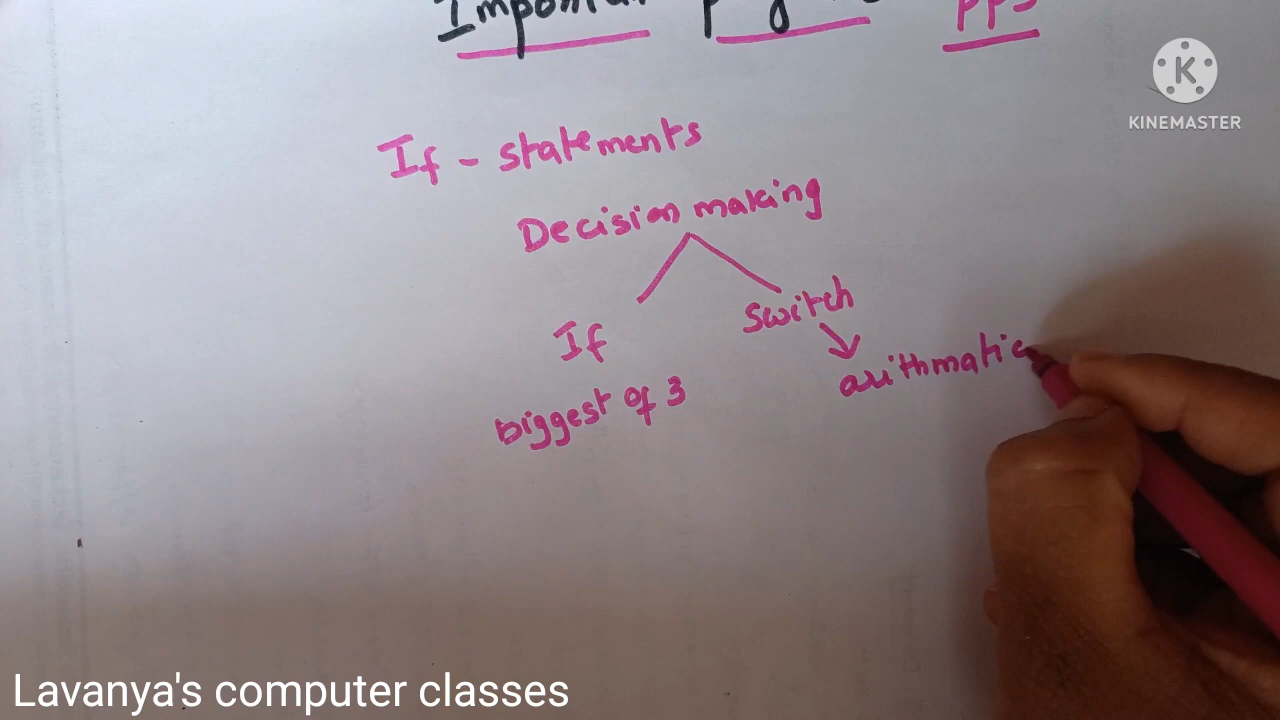 PPS
KINEMASTER
If - statements
Decision making
If
switch
arithmatic
biggest of 3
Lavanya's computer classes